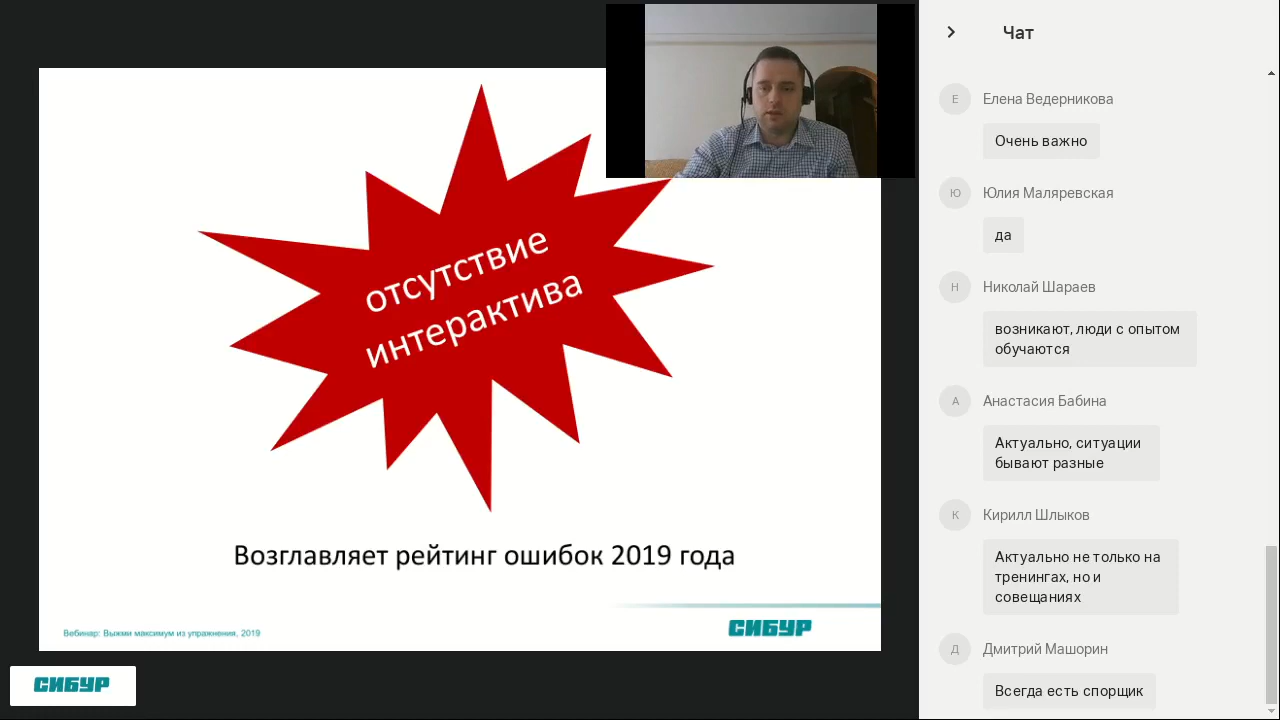 отсутствие
интерактива
Возглавляет рейтинг ошибок 2019 года
Вебинар: Выжми максимум из упражнения, 2019
СИБУР
СИБУР
Чат
Е
Елена Ведерникова
Очень важно
Ю
Юлия Маляревская
да
Н
Николай Шараев
возникают, люди с опытом
обучаются
А
Анастасия Бабина
Актуально, ситуации
бывают разные
К
Кирилл Шлыков
Актуально не только на
тренингах, но и
совещаниях
Д
Дмитрий Машорин
Всегда есть спорщик